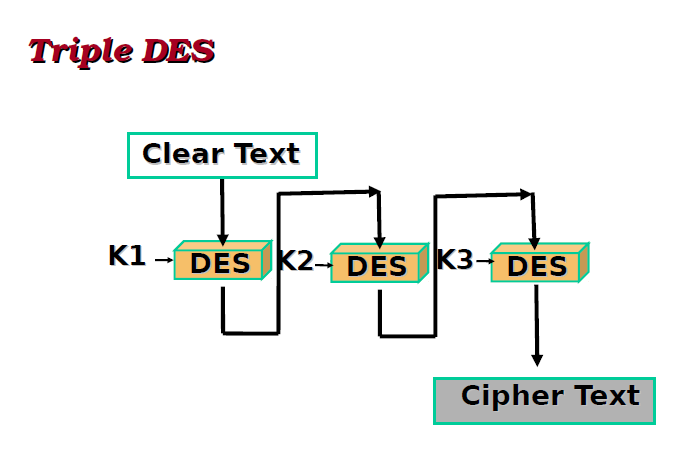 Triple DES
Clear Text
K1
DES
K2
DES
K3
DES
Cipher Text